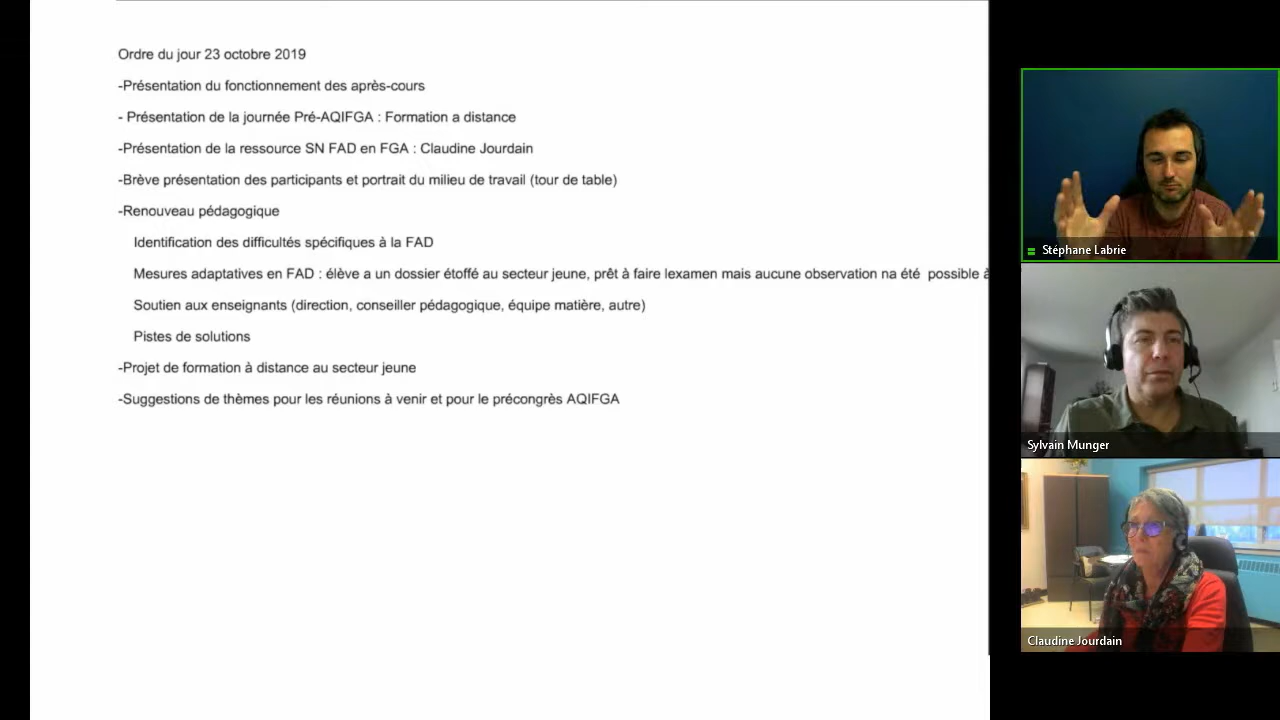 Ordre du jour 23 octobre 2019
-Présentation du fonctionnement des après-cours
- Présentation de la journée Pré-AQIFGA : Formation a distance
-Présentation de la ressource SN FAD en FGA : Claudine Jourdain
-Brève présentation des participants et portrait du milieu de travail (tour de table)
-Renouveau pédagogique
Identification des difficultés spécifiques à la FAD
Mesures adaptatives en FAD : élève a un dossier étoffé au secteur jeune, prêt à faire lexamen mais aucune observation na été possible à
Soutien aux enseignants (direction, conseiller pédagogique, équipe matière, autre)
Pistes de solutions
-Projet de formation à distance au secteur jeune
-Suggestions de thèmes pour les réunions à venir et pour le précongrès AQIFGA
Stéphane Labrie
Sylvain Munger
Claudine Jourdain